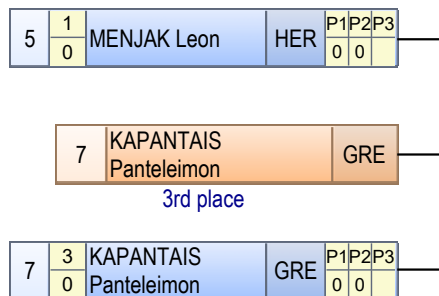 5 1 0 MENJAK Leon HER P1 P2 P3 0 0
7 KAPANTAIS Panteleimon GRE
3rd place
7 3 0 KAPANTAIS Panteleimon GRE P1 P2 P3 0 0